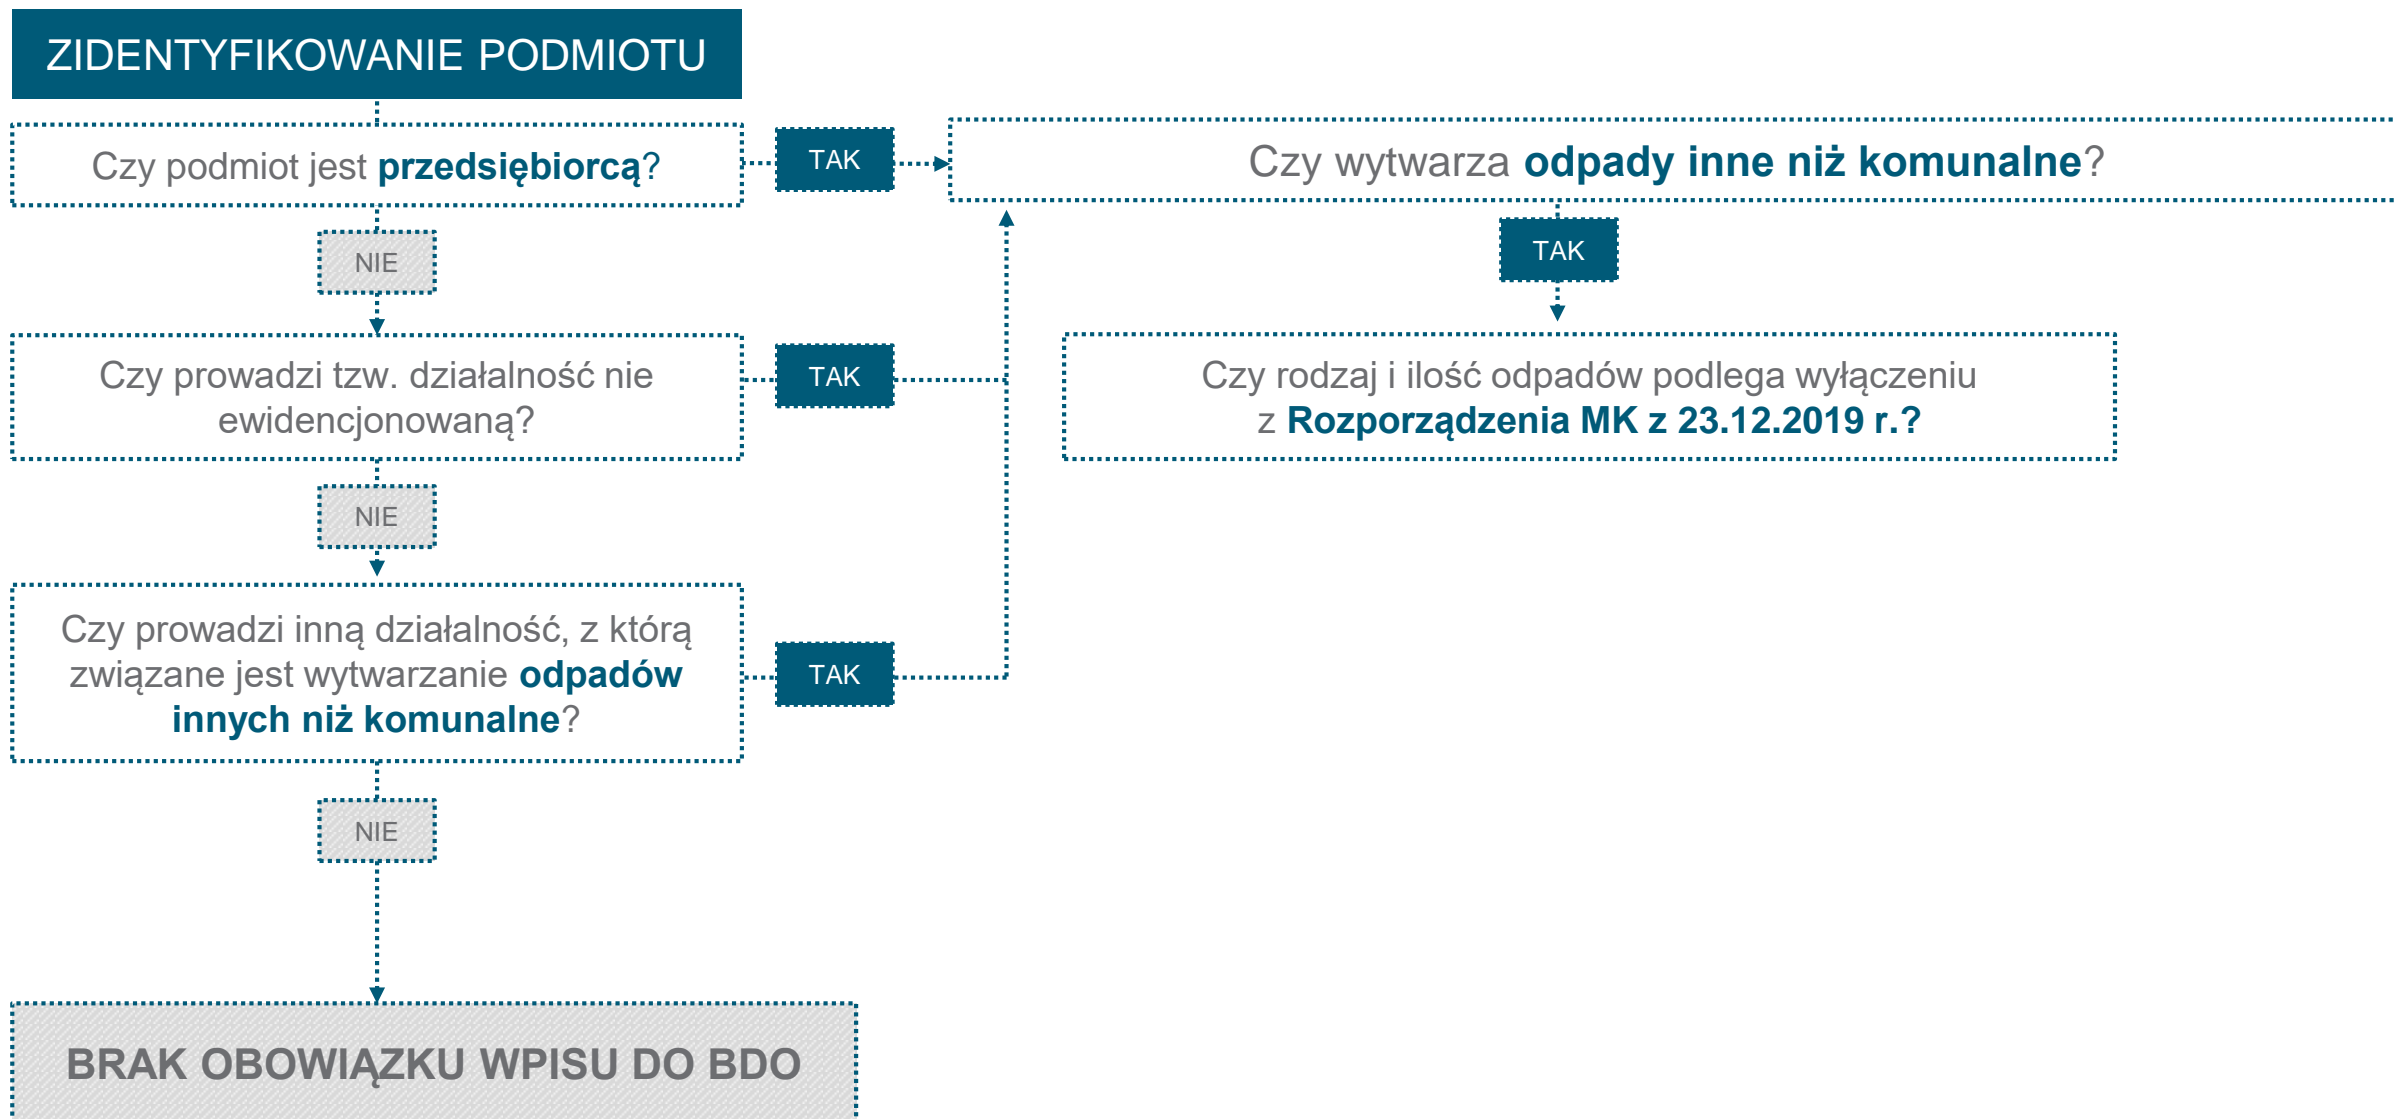 ZIDENTYFIKOWANIE PODMIOTU
Czy podmiot jest przedsiębiorcą?
TAK
Czy wytwarza odpady inne niż komunalne?
NIE
TAK
Czy prowadzi tzw. działalność nie
ewidencjonowaną?
TAK
Czy rodzaj i ilość odpadów podlega wyłączeniu
z Rozporządzenia MK z 23.12.2019 r.?
NIE
Czy prowadzi inną działalność, z którą
związane jest wytwarzanie odpadów
innych niż komunalne?
TAK
NIE
BRAK OBOWIĄZKU WPISU DO BDO